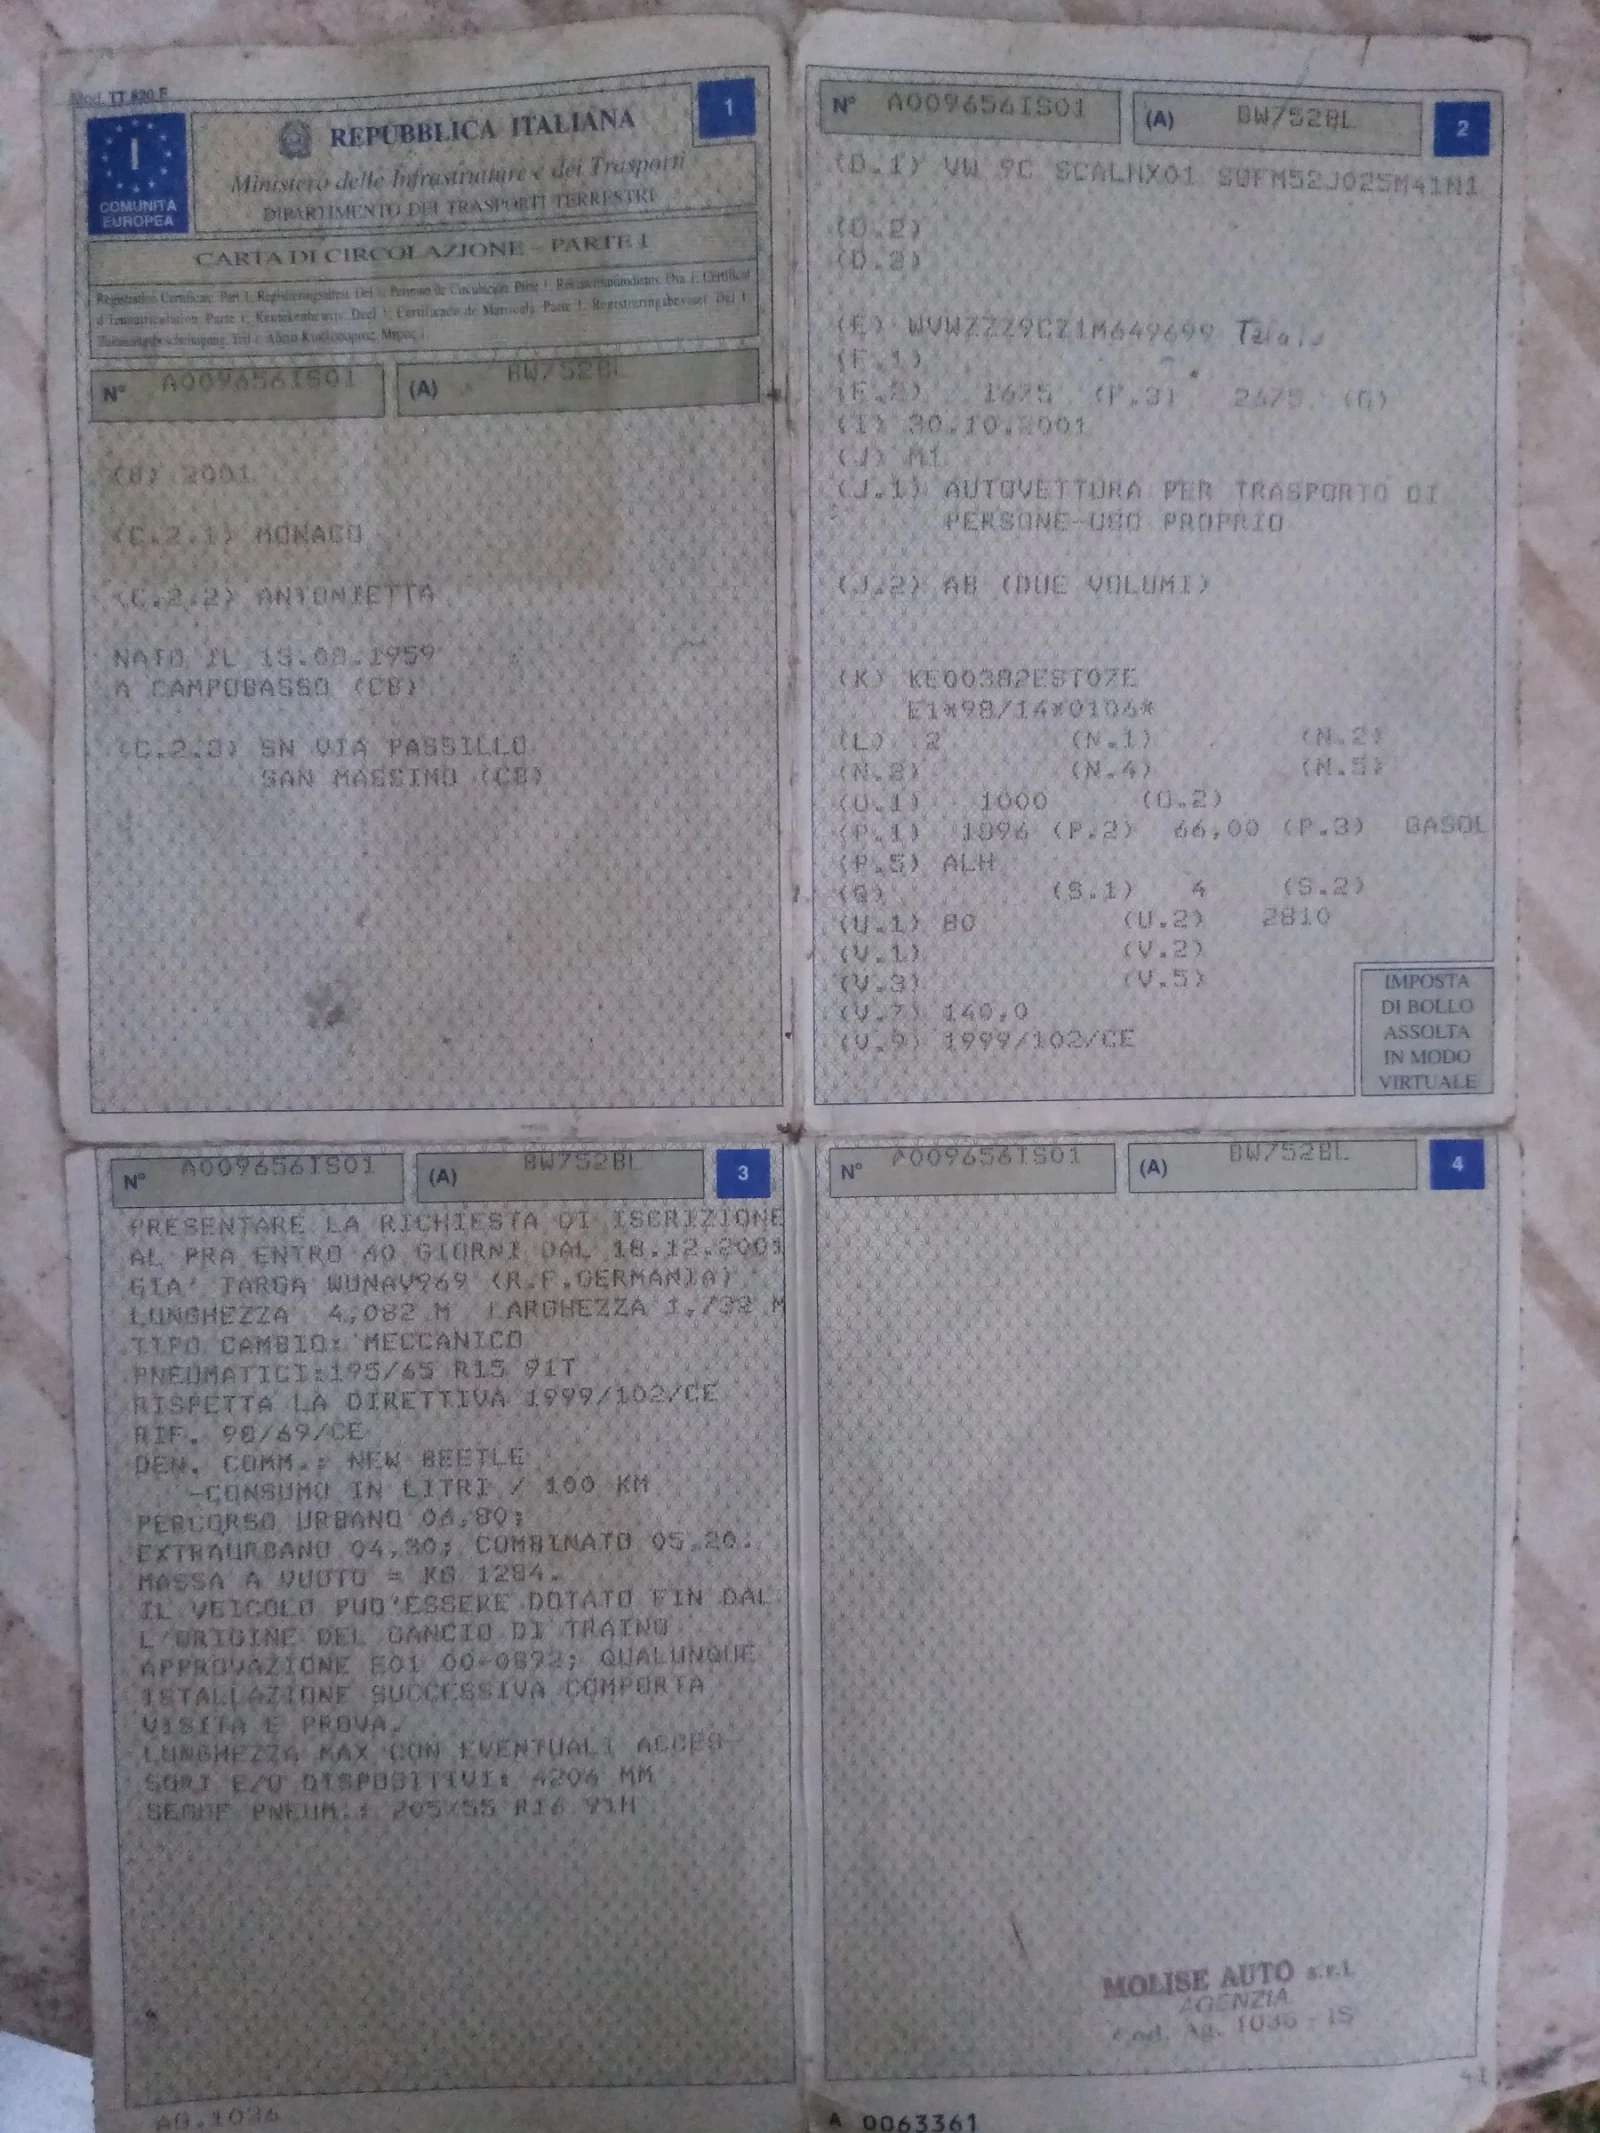 Mod. TT 820 F
I
COMUNITÀ
EUROPEA
REPUBBLICA ITALIANA
1
Ministero delle Infrastrutture e dei Trasporti
DIPARTIMENTO DEI TRASPORTI TERRESTRI
CARTA DI CIRCOLAZIONE - PARTE I
N° A009656IS01 (A) BW752BL
(B) 2001
(C.2.1) MONACO
(C.2.2) ANTONIETTA
NATO IL
A CAMPOBASSO (CB)
(C.2.3) SN VIA PASSILLO
SAN MASSIMO (CB)
N° A009656IS01 (A) BW752BL 2
(D.1) VW 9C
(D.2)
(D.2)
(E) WVWZZZ9CZ1M649699 Telaio
(F.1)
(F.2) 1675 (F.3) 2675 (G)
(I) 30.10.2001
(J) M1
(J.1) AUTOVETTURA PER TRASPORTO DI
PERSONE-USO PROPRIO
(J.2) AB (DUE VOLUMI)
(K) KE00382EST07E
E1*98/14*0106*
(L) 2 (N.1) (N.2)
(N.3) (N.4) (N.5)
(O.1) 1000 (O.2)
(P.1) 1896 (P.2) 66,00 (P.3) GASOL
(P.5) ALH
(Q) (S.1) 4 (S.2)
(U.1) 80 (U.2) 2810
(V.1) (V.2)
(V.3) (V.5)
(V.7) 140,0
(V.9) 1999/102/CE
IMPOSTA
DI BOLLO
ASSOLTA
IN MODO
VIRTUALE
N° A009656IS01 (A) BW752BL 3
PRESENTARE LA RICHIESTA DI ISCRIZIONE
AL PRA ENTRO 60 GIORNI DAL 18.12.2001
GIA' TARGA WUNAV969 (R.F.GERMANIA)
LUNGHEZZA 4,082 M LARGHEZZA 1,732 M
TIPO CAMBIO: MECCANICO
PNEUMATICI:195/65 R15 91T
RISPETTA LA DIRETTIVA 1999/102/CE
RIF. 98/69/CE
DEN. COMM.: NEW BEETLE
-CONSUMO IN LITRI / 100 KM
PERCORSO URBANO 06,80;
EXTRAURBANO 04,30; COMBINATO 05,20.
MASSA A VUOTO = KG 1284.
IL VEICOLO PUO'ESSERE DOTATO FIN DAL
L'ORIGINE DEL GANCIO DI TRAINO
APPROVAZIONE E01 00-0892; QUALUNQUE
ISTALLAZIONE SUCCESSIVA COMPORTA
VISITA E PROVA.
LUNGHEZZA MAX CON EVENTUALI ACCES-
SORI E/O DISPOSITIVI: 4206 MM
PNEUM.: 205/55 R16 91H
AG.1036
N° A009656IS01 (A) BW752BL 4
MOLISE AUTO s.r.l.
AGENZIA
Cod. Ag. 1036 - IS
A 0063361